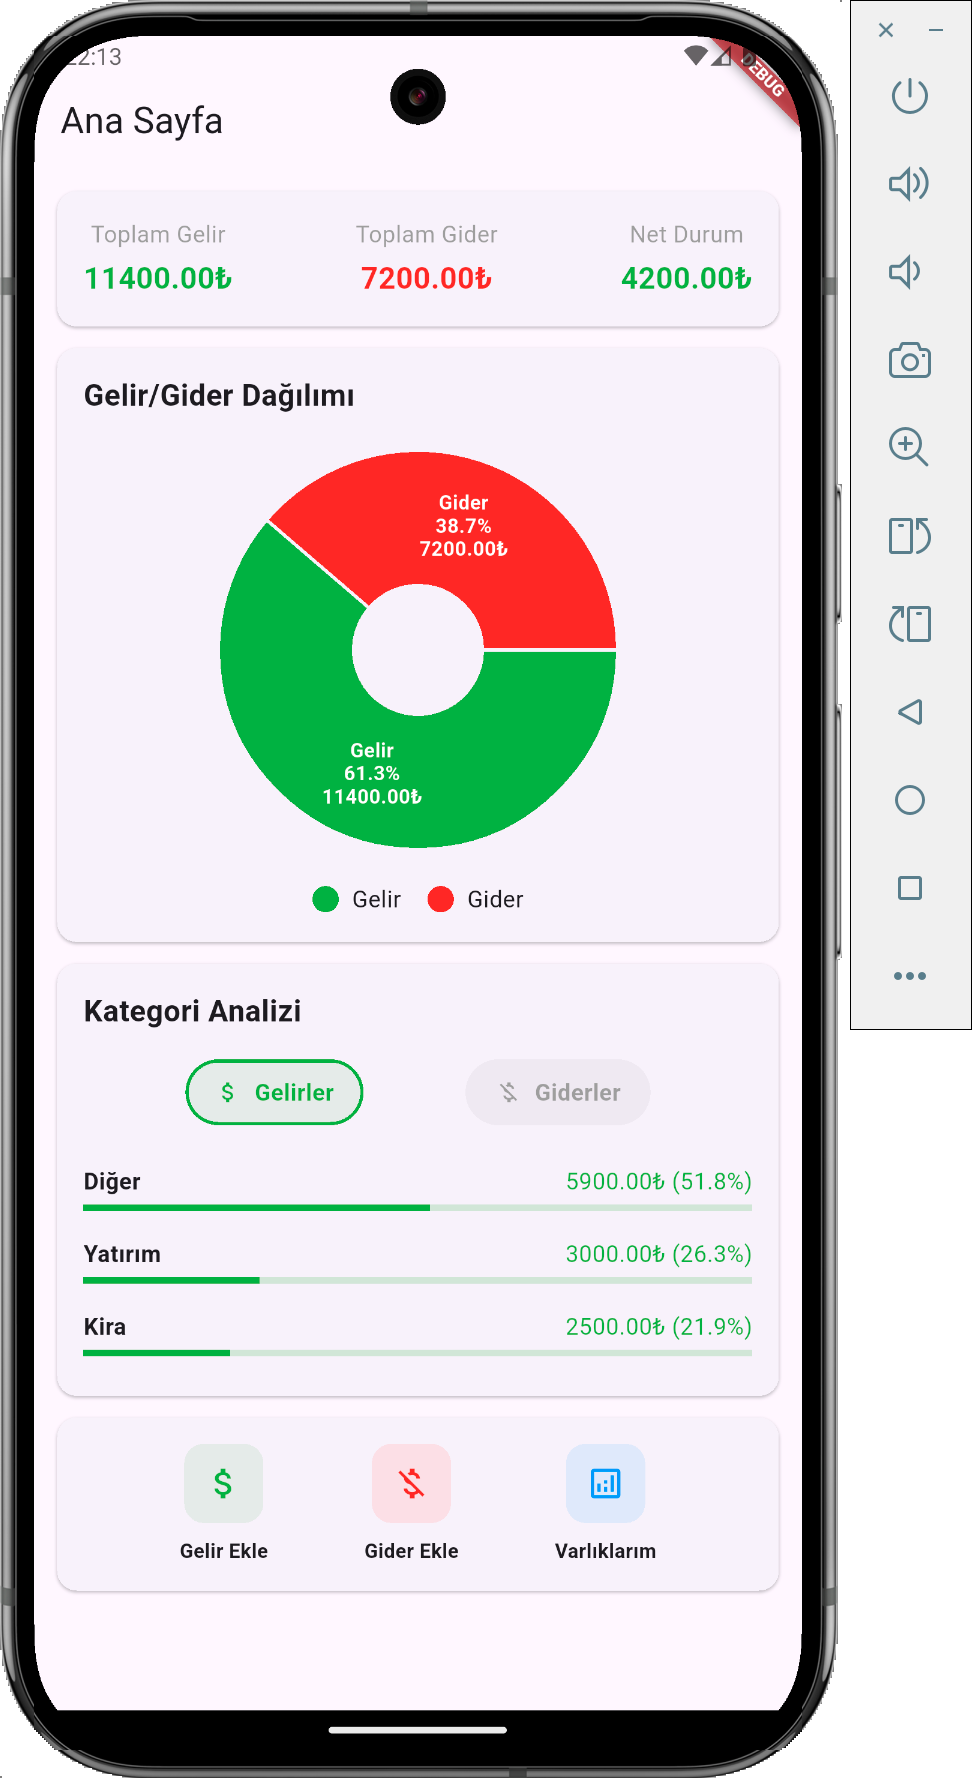 22:13
DEBUG
Ana Sayfa
Toplam Gelir
Toplam Gider
Net Durum
11400.00₺
7200.00₺
4200.00₺
Gelir/Gider Dağılımı
Gider
38.7%
7200.00₺
Gelir
61.3%
11400.00₺
Gelir
Gider
Kategori Analizi
$ Gelirler
Giderler
Diğer
5900.00₺ (51.8%)
Yatırım
3000.00₺ (26.3%)
Kira
2500.00₺ (21.9%)
Gelir Ekle
Gider Ekle
Varlıklarım